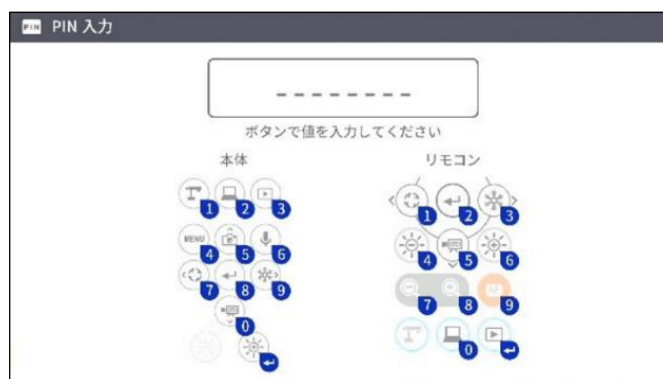 PIN PIN 入力
--------
ボタンで値を入力してください
本体
リモコン
1 2 3
MENU 4 5 6
7 8 9
0
1 2 3
4 5 6
7 8 9
0